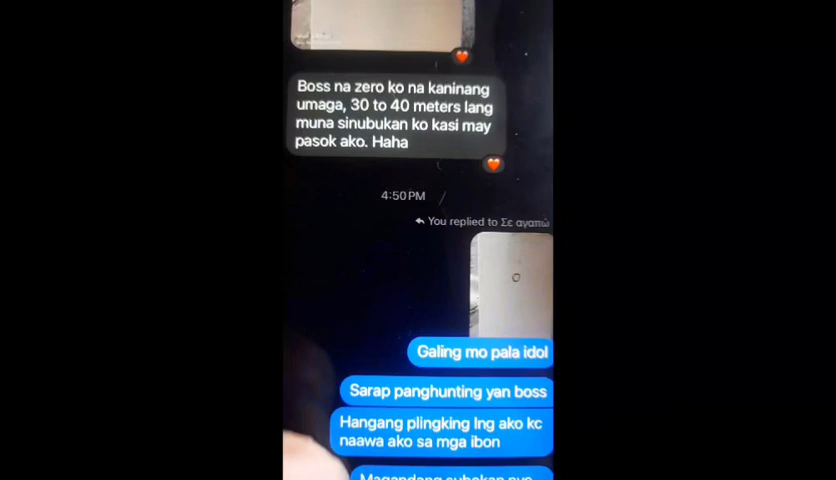 Boss na zero ko na kaninang
umaga, 30 to 40 meters lang
muna sinubukan ko kasi may
pasok ako. Haha
4:50 PM
You replied to Σε αγαπώ
Galing mo pala idol
Sarap panghunting yan boss
Hangang plingking lng ako kc
naawa ako sa mga ibon
Magandang subokan